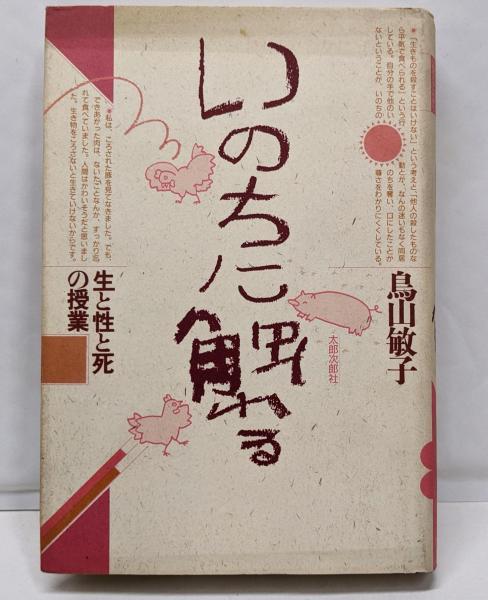 ●「生きものを殺すことはいけない」という考えと、「他人の殺したものな
ら平気で食べられる」という行動とが、なんの迷いもなく同居
している。自分の手で他のいのちを奪い、口にしたことが
ないということが、いのちの尊さをわかりにくくしている。
鳥山敏子
いのちに触れる
太郎次郎社
生と性と死
の授業
●私は、ころされた豚を見てなきました。でも、
できあがった肉は、ないたことなんか、すっかり忘
れて食べていました。人間はかわいそうだと思いまし
た。生き物をころさないと生きていけないからです。